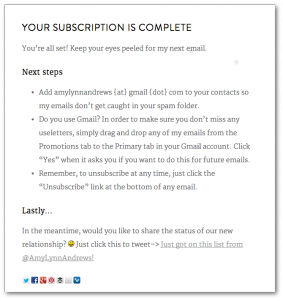 YOUR SUBSCRIPTION IS COMPLETE
You're all set! Keep your eyes peeled for my next email.
Next steps
• Add amylynnandrews {at} gmail {dot} com to your contacts so
my emails don't get caught in your spam folder.
• Do you use Gmail? In order to make sure you don't miss any
useletters, simply drag and drop any of my emails from the
Promotions tab to the Primary tab in your Gmail account. Click
“Yes” when it asks you if you want to do this for future emails.
• Remember, to unsubscribe at any time, just click the
“Unsubscribe” link at the bottom of any email.
Lastly...
In the meantime, would you like to share the status of our new
relationship? 😀 Just click this to tweet=> Just got on this list from
@AmyLynnAndrews!